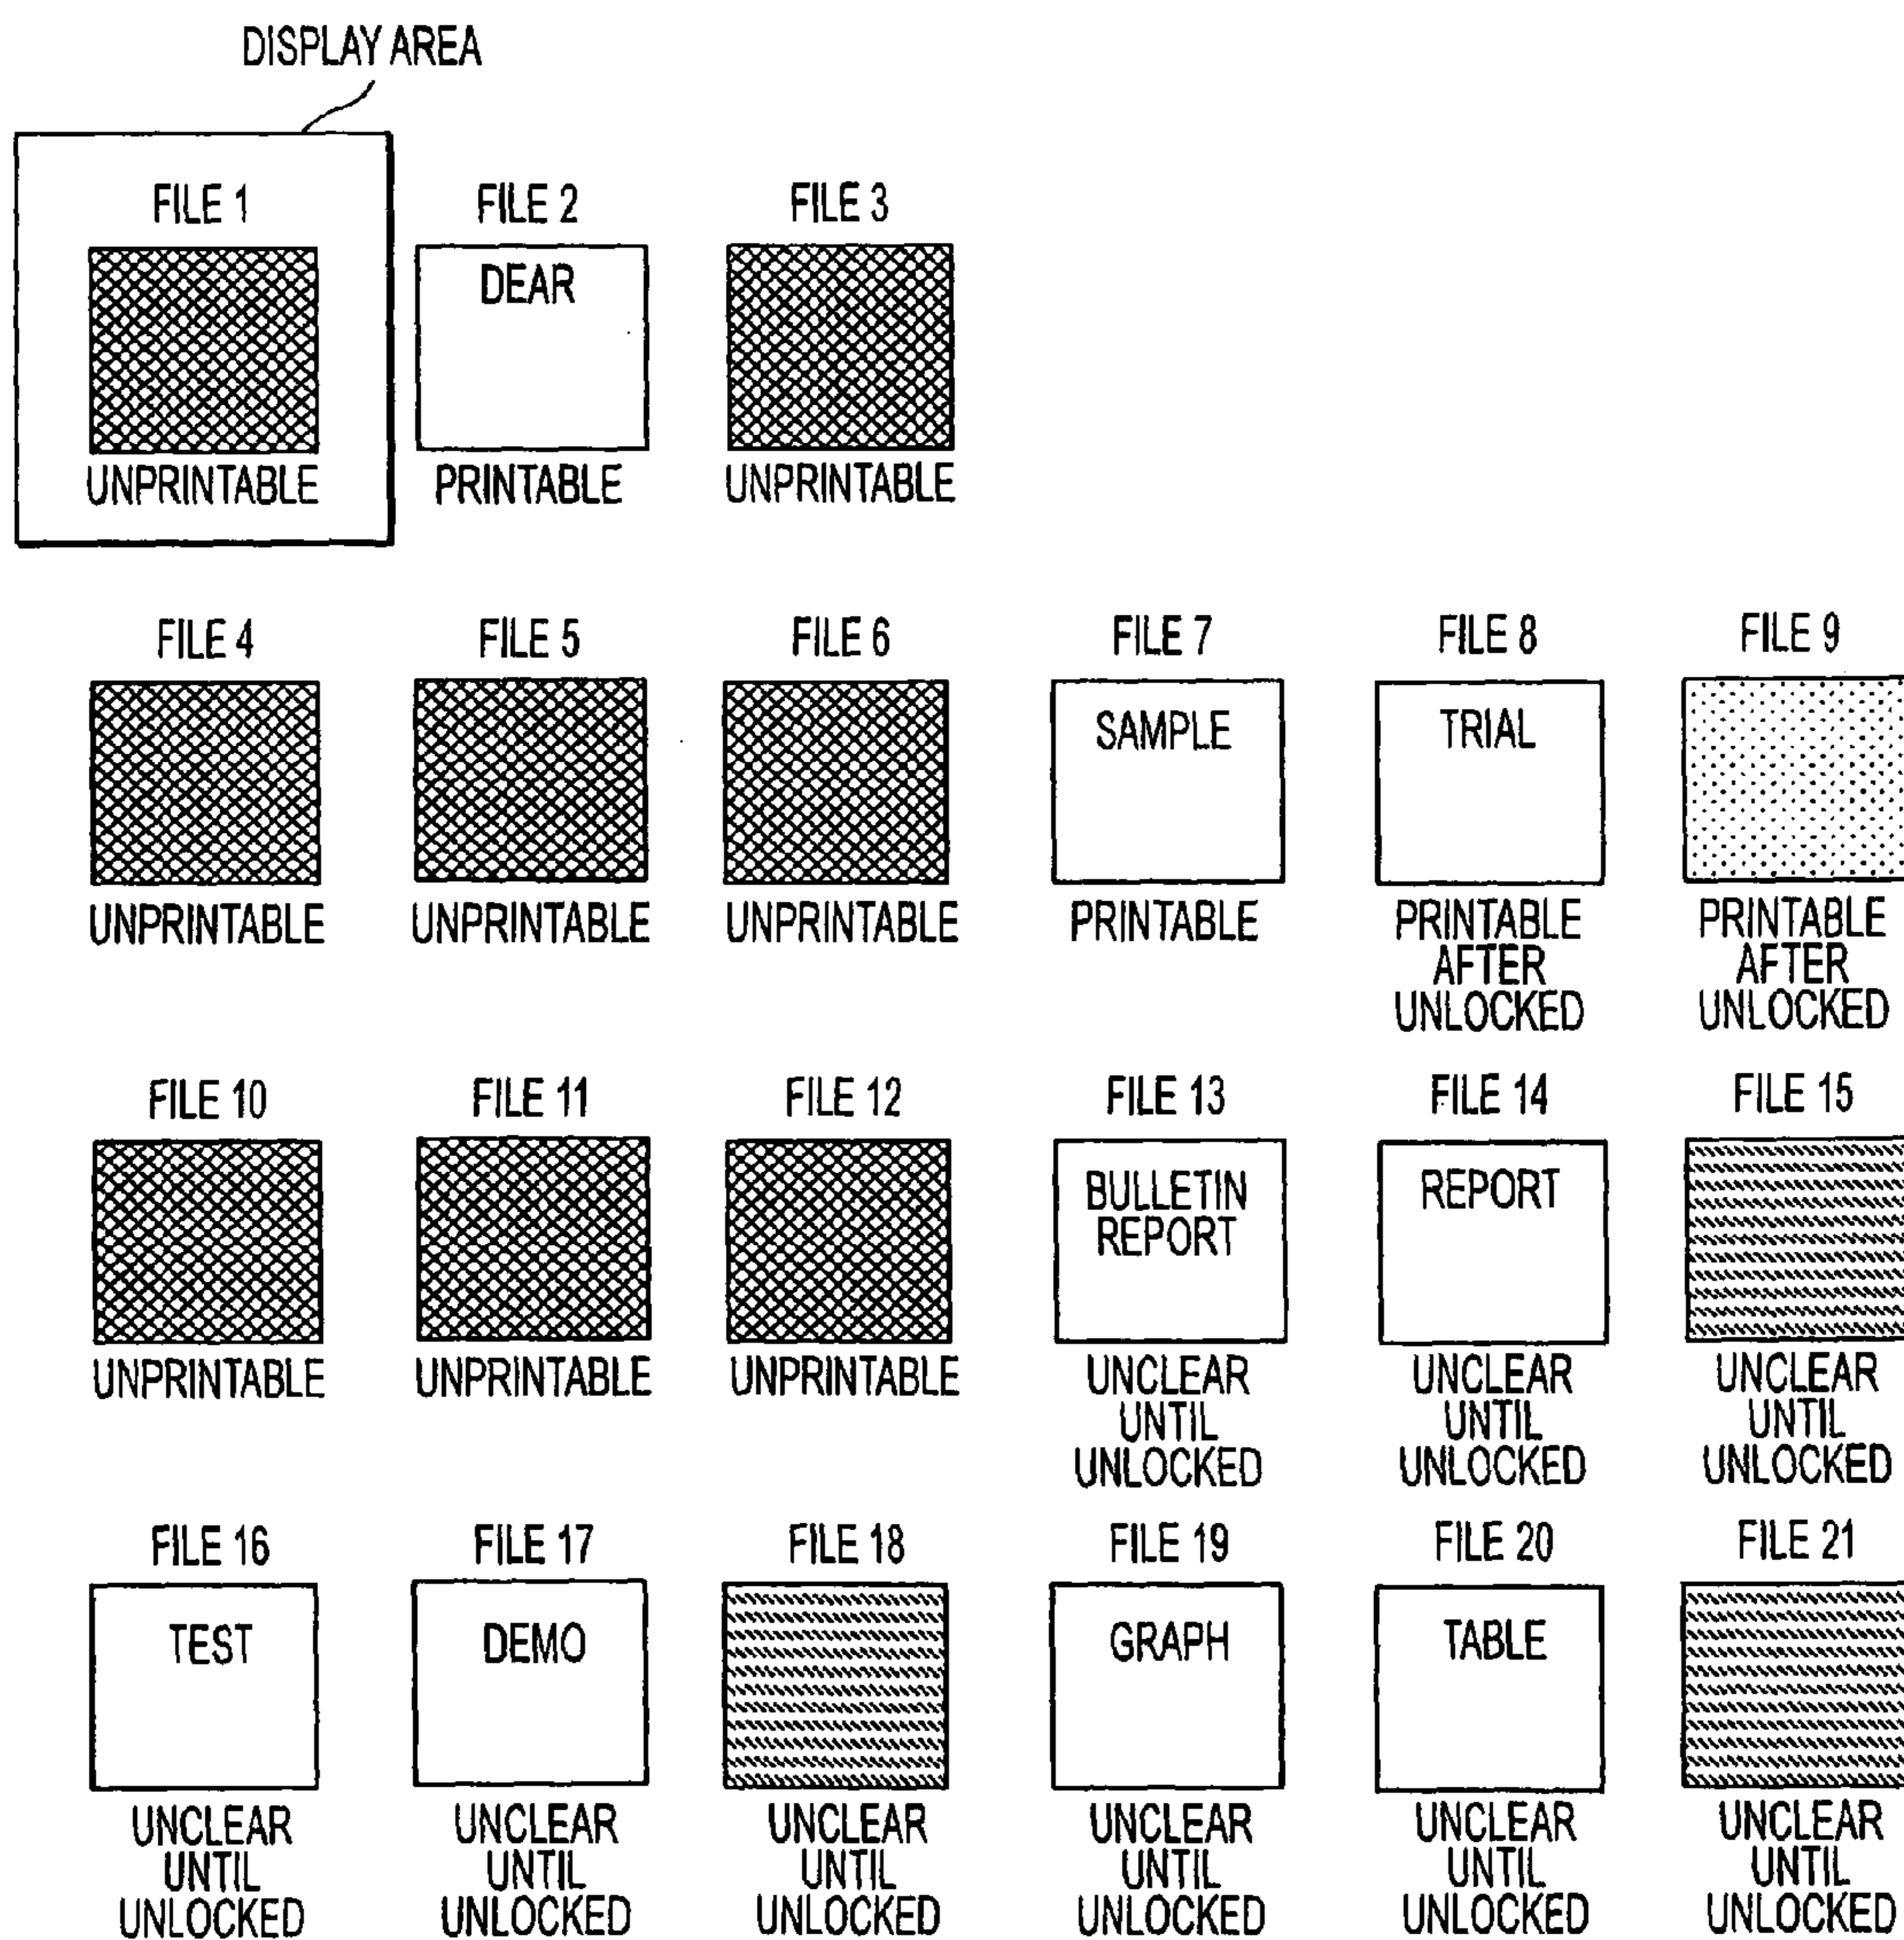 DISPLAY AREA
FILE 1 FILE 2 FILE 3
DEAR
UNPRINTABLE PRINTABLE UNPRINTABLE
FILE 4 FILE 5 FILE 6 FILE 7 FILE 8 FILE 9
SAMPLE TRIAL
UNPRINTABLE UNPRINTABLE UNPRINTABLE PRINTABLE PRINTABLE PRINTABLE
AFTER AFTER
UNLOCKED UNLOCKED
FILE 10 FILE 11 FILE 12 FILE 13 FILE 14 FILE 15
BULLETIN REPORT
REPORT
UNPRINTABLE UNPRINTABLE UNPRINTABLE UNCLEAR UNCLEAR UNCLEAR
UNTIL UNTIL UNTIL
UNLOCKED UNLOCKED UNLOCKED
FILE 16 FILE 17 FILE 18 FILE 19 FILE 20 FILE 21
TEST DEMO GRAPH TABLE
UNCLEAR UNCLEAR UNCLEAR UNCLEAR UNCLEAR UNCLEAR
UNTIL UNTIL UNTIL UNTIL UNTIL UNTIL
UNLOCKED UNLOCKED UNLOCKED UNLOCKED UNLOCKED UNLOCKED